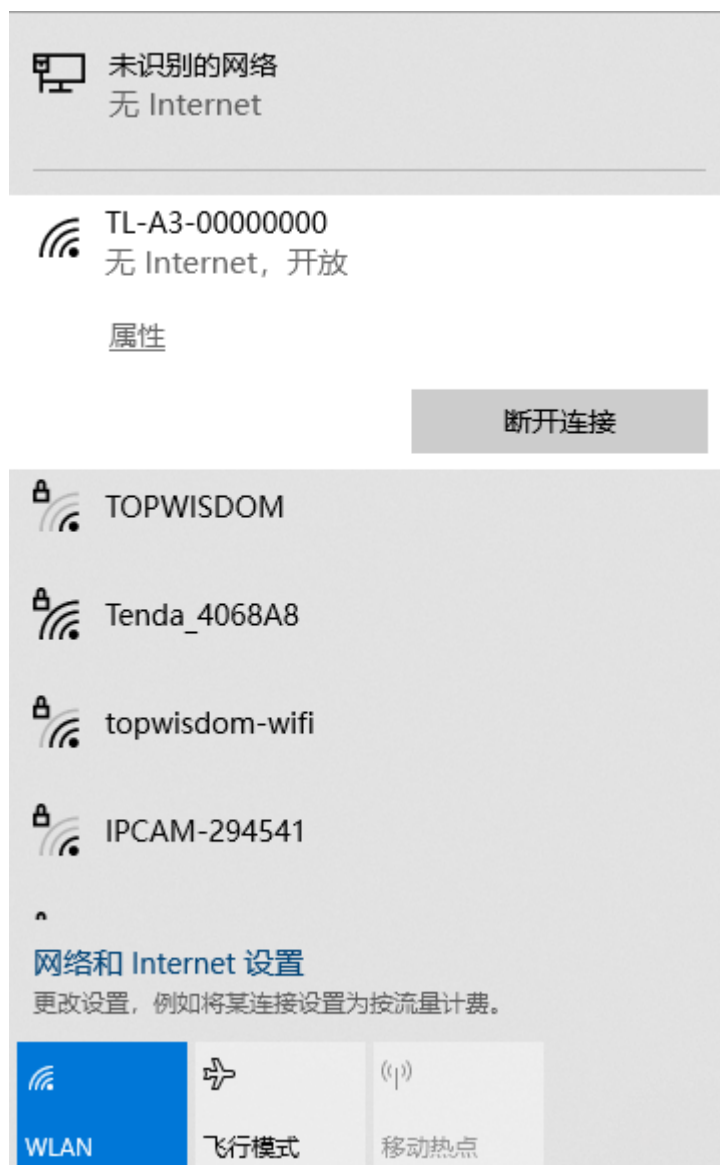 未识别的网络
无 Internet
TL-A3-00000000
无 Internet，开放
属性
断开连接
TOPWISDOM
Tenda_4068A8
topwisdom-wifi
IPCAM-294541
网络和 Internet 设置
更改设置，例如将某连接设置为按流量计费。
WLAN
飞行模式
移动热点